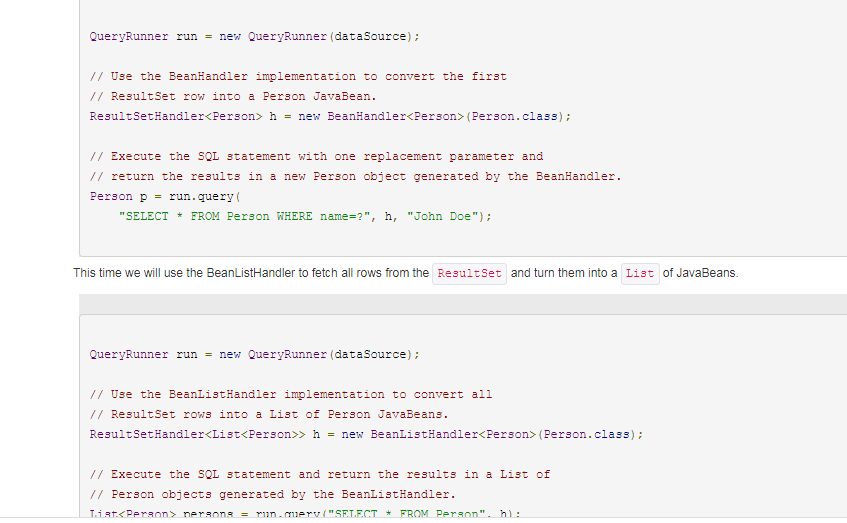 QueryRunner run = new QueryRunner(dataSource);
// Use the BeanHandler implementation to convert the first
// ResultSet row into a Person JavaBean.
ResultSetHandler<Person> h = new BeanHandler<Person>(Person.class);
// Execute the SQL statement with one replacement parameter and
// return the results in a new Person object generated by the BeanHandler.
Person p = run.query(
    "SELECT * FROM Person WHERE name=?", h, "John Doe");
This time we will use the BeanListHandler to fetch all rows from the ResultSet and turn them into a List of JavaBeans.
QueryRunner run = new QueryRunner(dataSource);
// Use the BeanListHandler implementation to convert all
// ResultSet rows into a List of Person JavaBeans.
ResultSetHandler<List<Person>> h = new BeanListHandler<Person>(Person.class);
// Execute the SQL statement and return the results in a List of
// Person objects generated by the BeanListHandler.
List<Person> persons = run.query("SELECT * FROM Person", h);